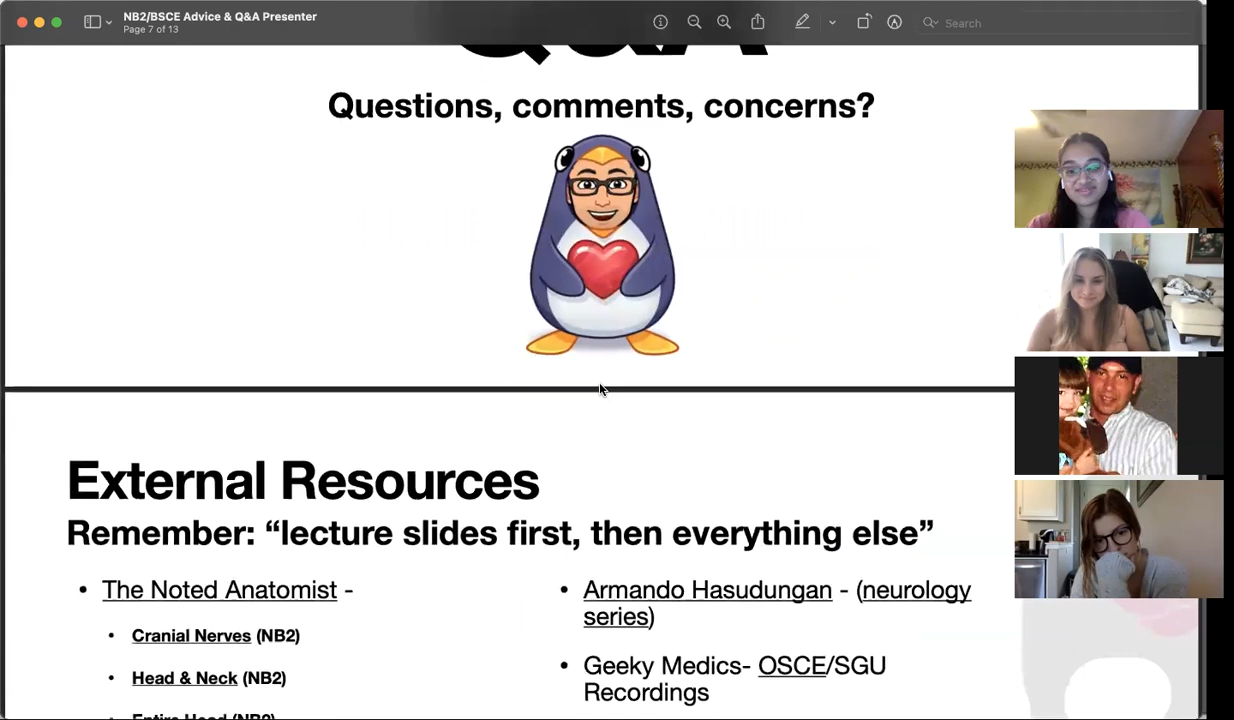 NB2/BSCE Advice & Q&A Presenter
Page 7 of 13
Search
Q&A
Questions, comments, concerns?
External Resources
Remember: “lecture slides first, then everything else”
• The Noted Anatomist -
• Cranial Nerves (NB2)
• Head & Neck (NB2)
Entire Head (NB2)
• Armando Hasudungan - (neurology
series)
• Geeky Medics- OSCE/SGU
Recordings